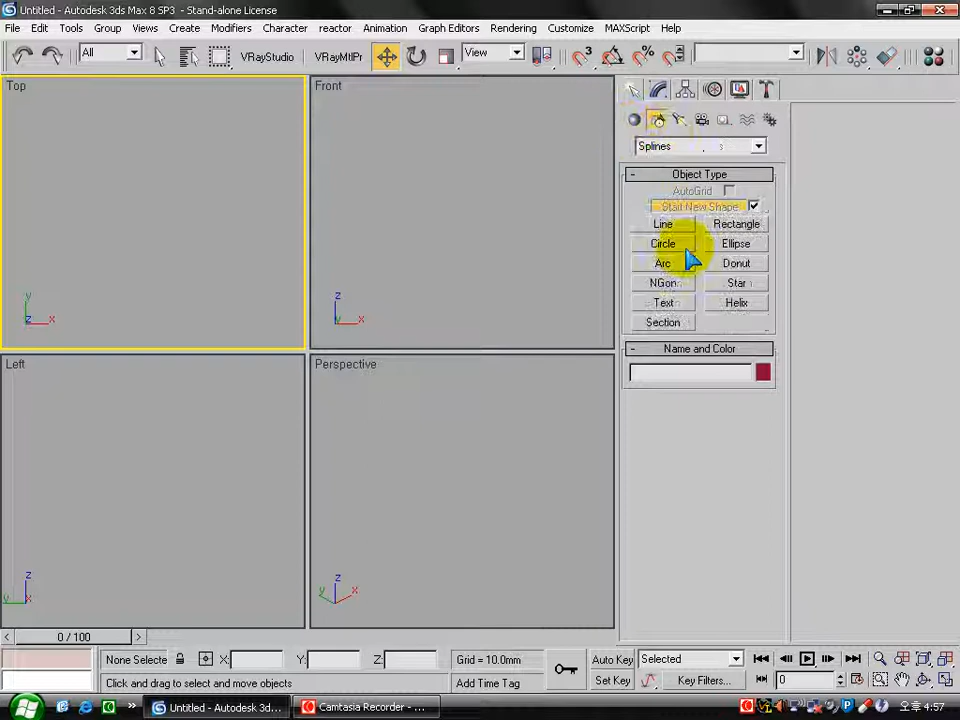 Untitled - Autodesk 3ds Max 8 SP3 - Stand-alone License
File Edit Tools Group Views Create Modifiers Character reactor Animation Graph Editors Rendering Customize MAXScript Help
All VRayStudio VRayMtlPr View
Top Front
Splines
- Object Type
AutoGrid
Start New Shape
Line Rectangle
Circle Ellipse
Arc Donut
NGon Star
Text Helix
Section
- Name and Color
y x z z y x
Left Perspective
z y x z y x
< 0 / 100 >
None Selecte X: Y: Z: Grid = 10.0mm Auto Key Selected
Click and drag to select and move objects Add Time Tag Set Key Key Filters... 0
Untitled - Autodesk 3d... Camtasia Recorder - ... 오후 4:57